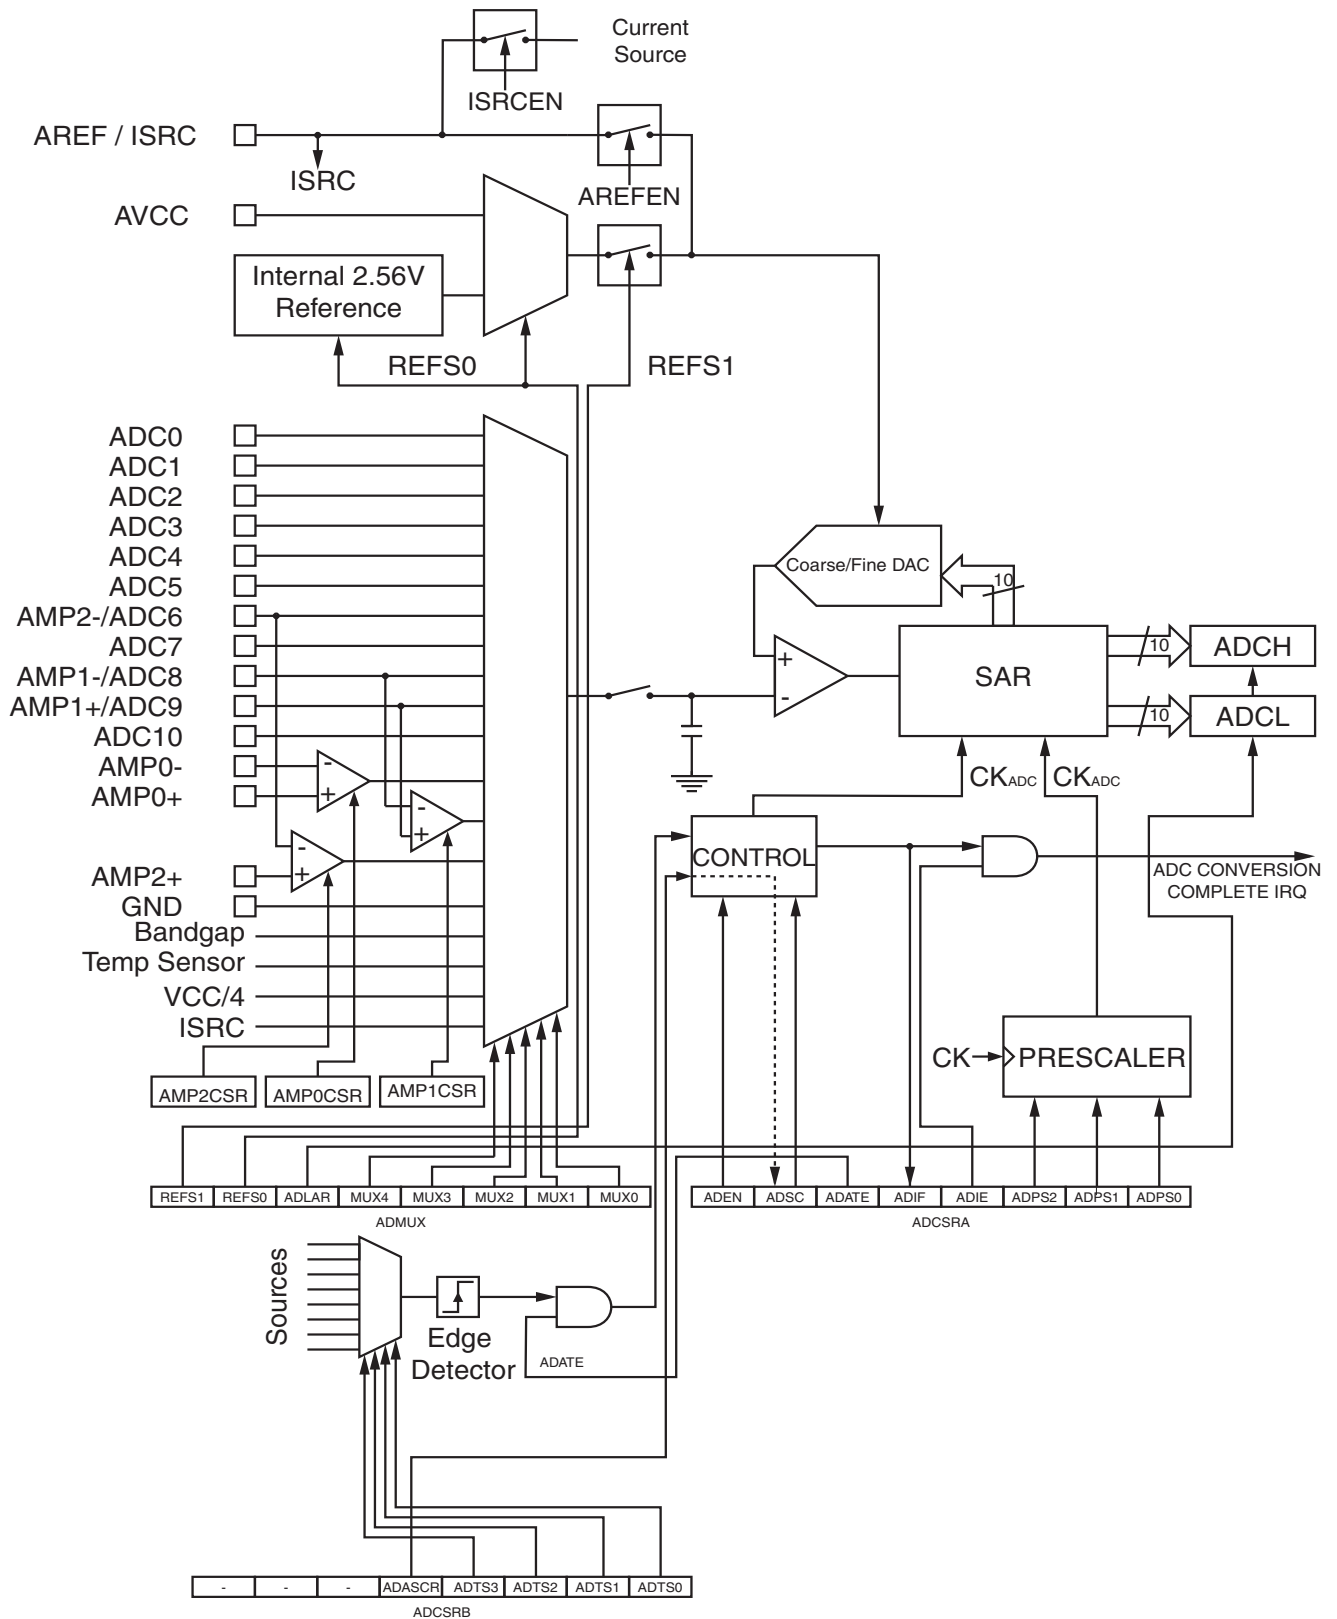 Current
Source
ISRCEN
AREF / ISRC
ISRC
AREFEN
AVCC
Internal 2.56V
Reference
REFS0
REFS1
ADC0
ADC1
ADC2
ADC3
ADC4
ADC5
AMP2-/ADC6
ADC7
AMP1-/ADC8
AMP1+/ADC9
ADC10
AMP0-
AMP0+
AMP2+
GND
Bandgap
Temp Sensor
VCC/4
ISRC
-
+
-
+
-
+
AMP2CSR
AMP0CSR
AMP1CSR
Coarse/Fine DAC
10
+
-
SAR
10
ADCH
10
ADCL
CKADC
CKADC
CONTROL
ADC CONVERSION
COMPLETE IRQ
CK
PRESCALER
REFS1
REFS0
ADLAR
MUX4
MUX3
MUX2
MUX1
MUX0
ADMUX
ADEN
ADSC
ADATE
ADIF
ADIE
ADPS2
ADPS1
ADPS0
ADCSRA
Sources
Edge
Detector
ADATE
-
-
-
ADASCR
ADTS3
ADTS2
ADTS1
ADTS0
ADCSRB